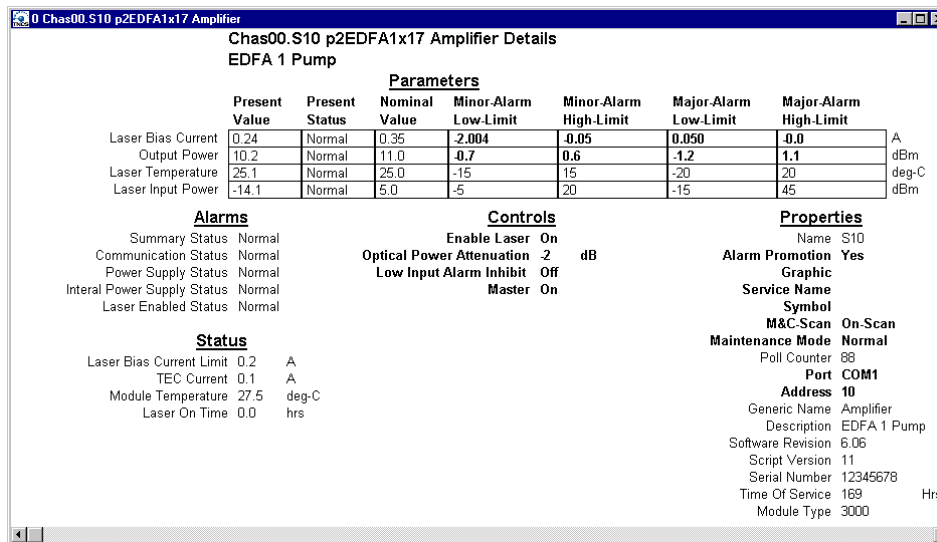 TNCS 0 Chas00.S10 p2EDFA1x17 Amplifier
Chas00.S10 p2EDFA1x17 Amplifier Details
EDFA 1 Pump
Parameters
Present Present Nominal Minor-Alarm Minor-Alarm Major-Alarm Major-Alarm
Value Status Value Low-Limit High-Limit Low-Limit High-Limit
Laser Bias Current 0.24 Normal 0.35 -2.004 -0.05 0.050 -0.0 A
Output Power 10.2 Normal 11.0 -0.7 0.6 -1.2 1.1 dBm
Laser Temperature 25.1 Normal 25.0 -15 15 -20 20 deg-C
Laser Input Power -14.1 Normal 5.0 -5 20 -15 45 dBm
Alarms Controls Properties
Summary Status Normal Enable Laser On Name S10
Communication Status Normal Optical Power Attenuation -2 dB Alarm Promotion Yes
Power Supply Status Normal Low Input Alarm Inhibit Off Graphic
Interal Power Supply Status Normal Master On Service Name
Laser Enabled Status Normal Symbol
M&C-Scan On-Scan
Status Maintenance Mode Normal
Laser Bias Current Limit 0.2 A Poll Counter 88
TEC Current 0.1 A Port COM1
Module Temperature 27.5 deg-C Address 10
Laser On Time 0.0 hrs Generic Name Amplifier
Description EDFA 1 Pump
Software Revision 6.06
Script Version 11
Serial Number 12345678
Time Of Service 169 Hrs
Module Type 3000